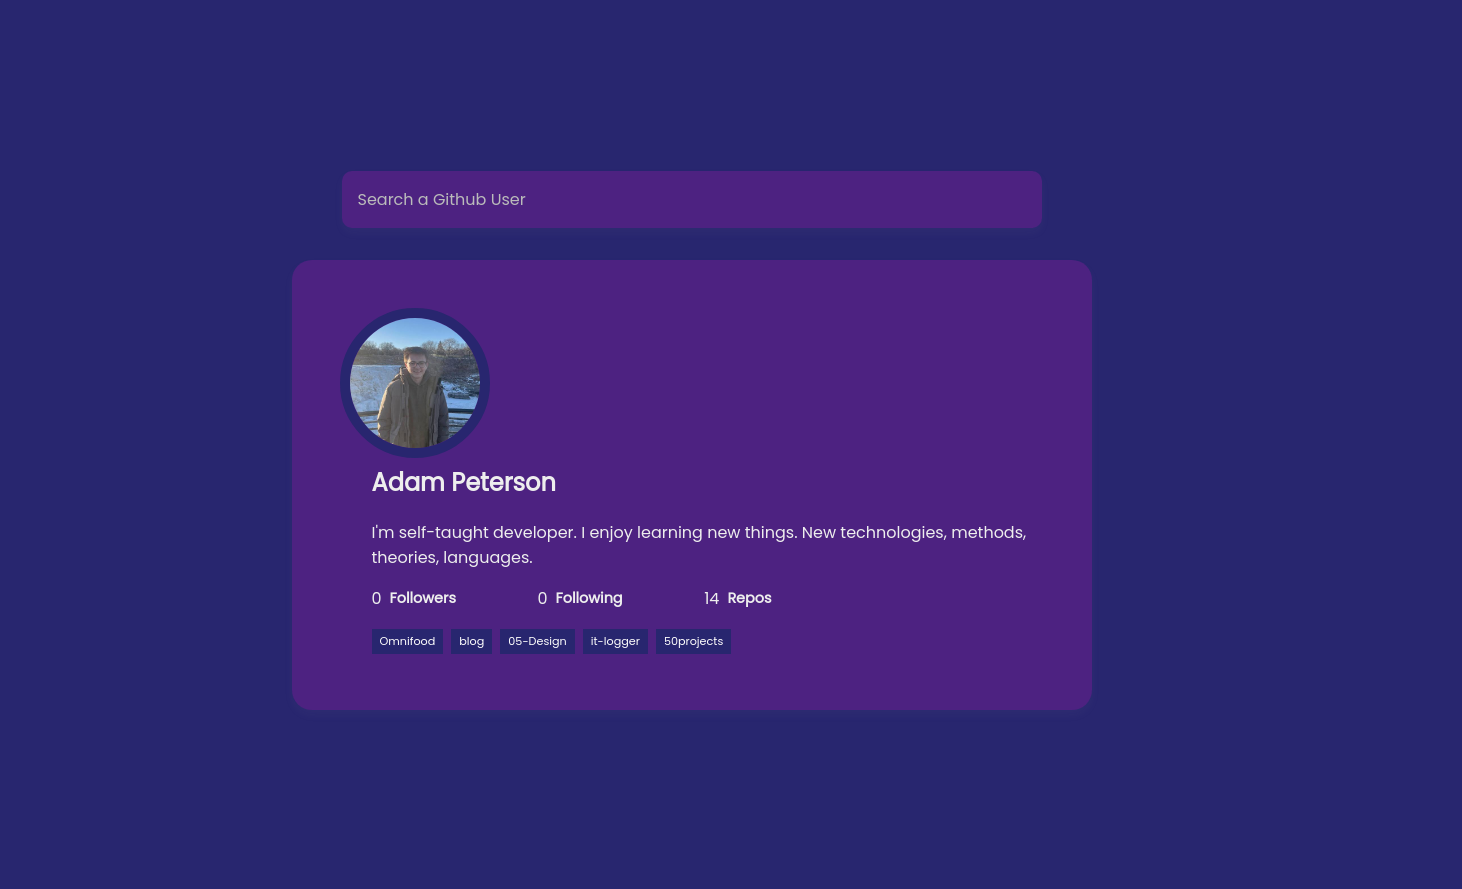 Search a Github User
Adam Peterson
I'm self-taught developer. I enjoy learning new things. New technologies, methods,
theories, languages.
0 Followers 0 Following 14 Repos
Omnifood blog 05-Design it-logger 50projects